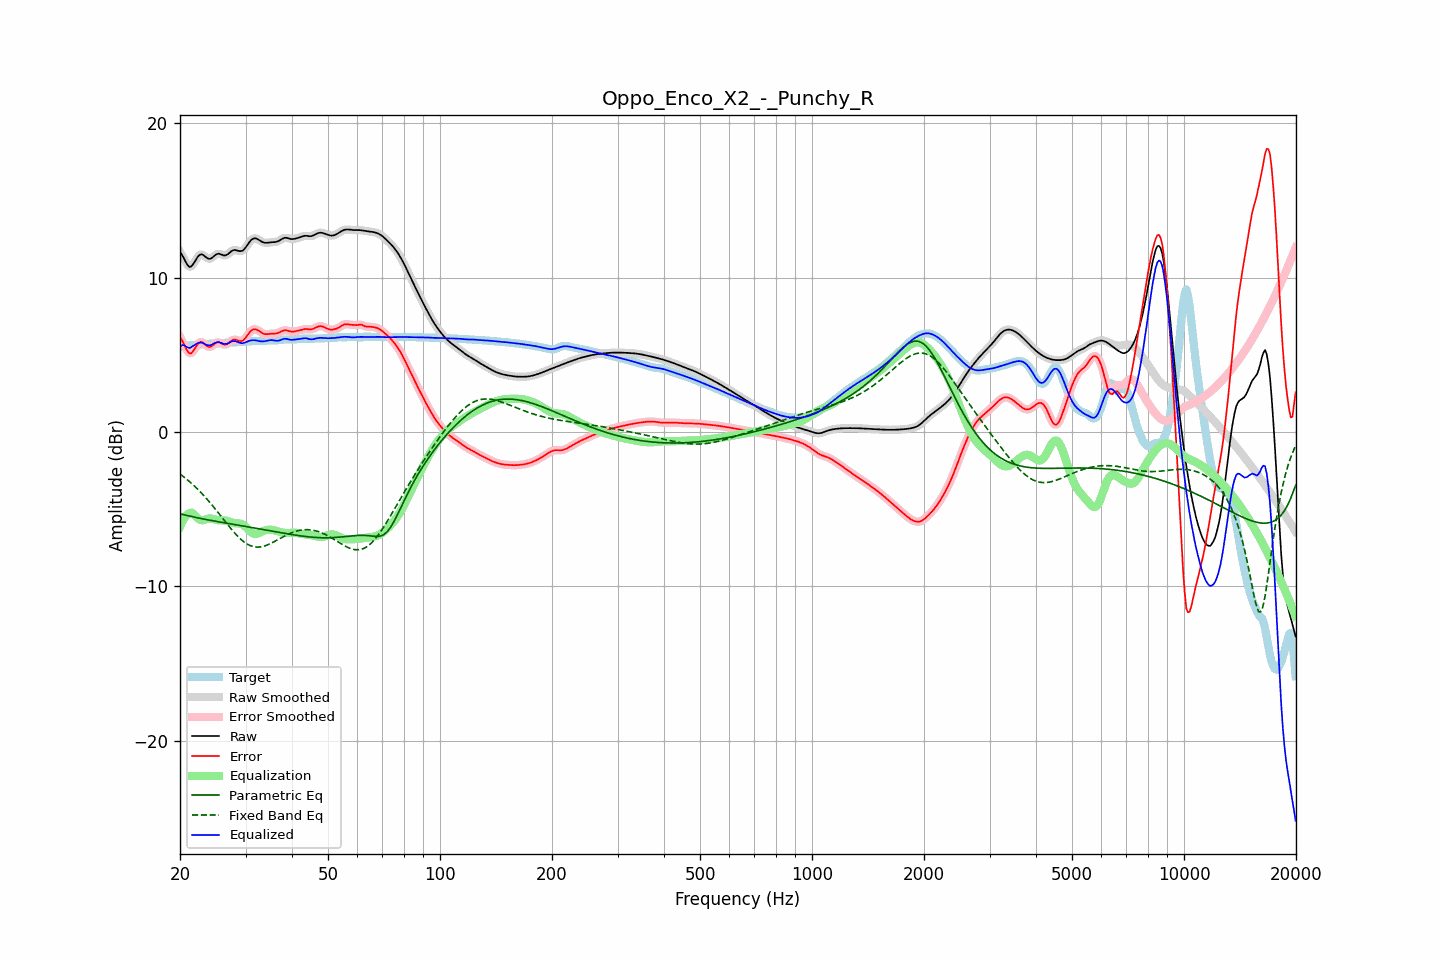 Oppo_Enco_X2_-_Punchy_R
20
10
0
−10
−20
Amplitude (dBr)
Target
Raw Smoothed
Error Smoothed
Raw
Error
Equalization
Parametric Eq
Fixed Band Eq
Equalized
20 50 100 200 500 1000 2000 5000 10000 20000
Frequency (Hz)